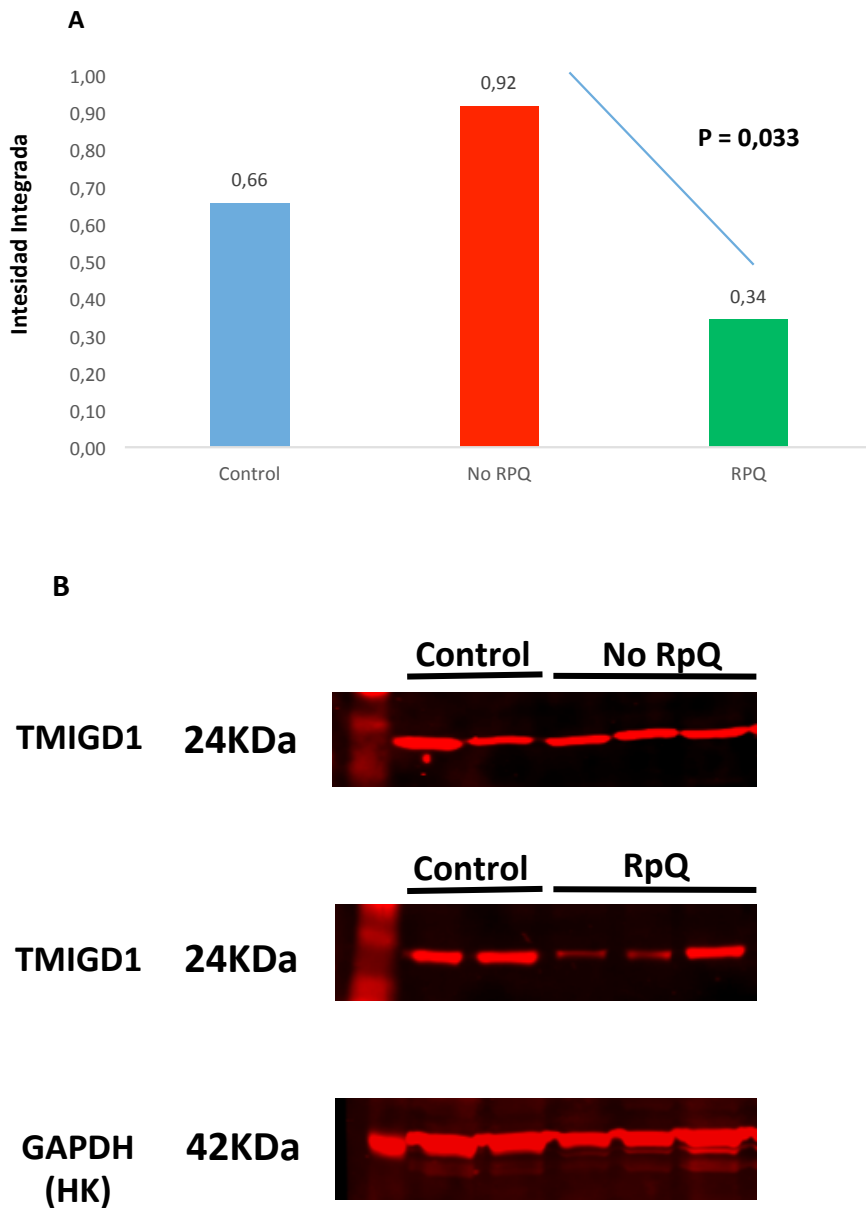 A
1,00
0,90
0,80
0,70
0,60
0,50
0,40
0,30
0,20
0,10
0,00
Intesidad Integrada
0,66
0,92
0,34
P = 0,033
Control No RPQ RPQ
B
Control No RpQ
TMIGD1 24KDa
Control RpQ
TMIGD1 24KDa
GAPDH 42KDa
(HK)